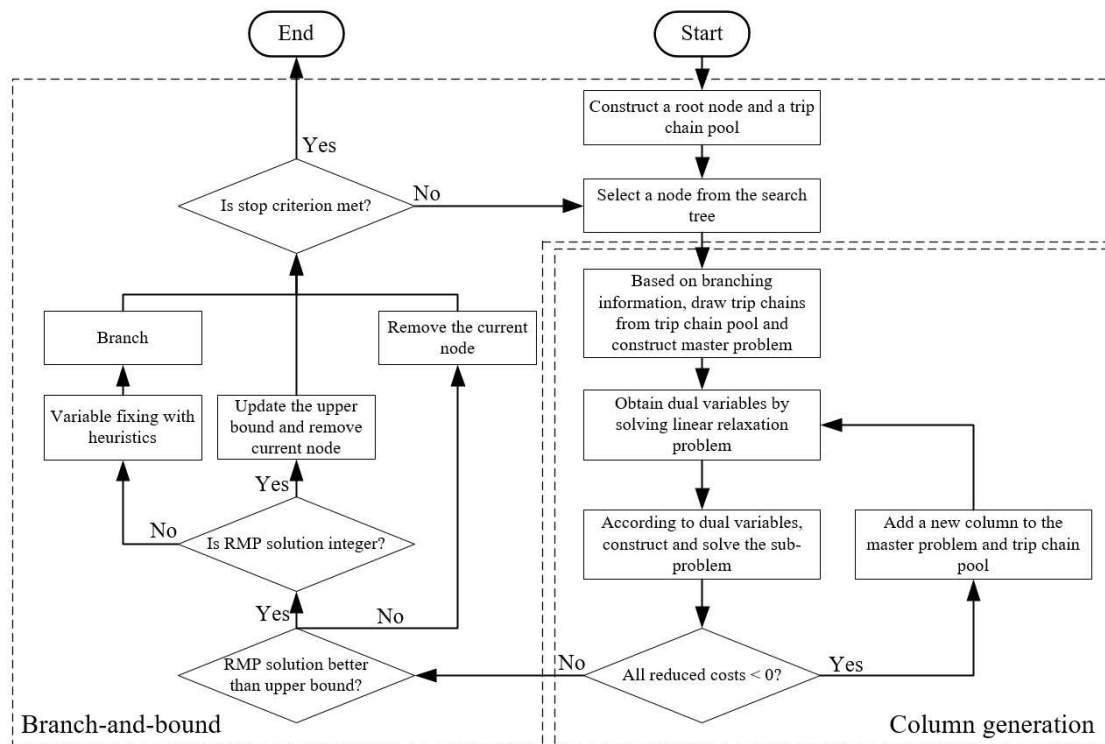 End
Start
Construct a root node and a trip
chain pool
Yes
Is stop criterion met?
No
Select a node from the search
tree
Based on branching
information, draw trip chains
from trip chain pool and
construct master problem
Branch
Remove the current
node
Variable fixing with
heuristics
Update the upper
bound and remove
current node
Obtain dual variables by
solving linear relaxation
problem
Yes
No
Is RMP solution integer?
According to dual variables,
construct and solve the sub-
problem
Add a new column to the
master problem and trip chain
pool
Yes
No
RMP solution better
than upper bound?
No
All reduced costs < 0?
Yes
Branch-and-bound
Column generation